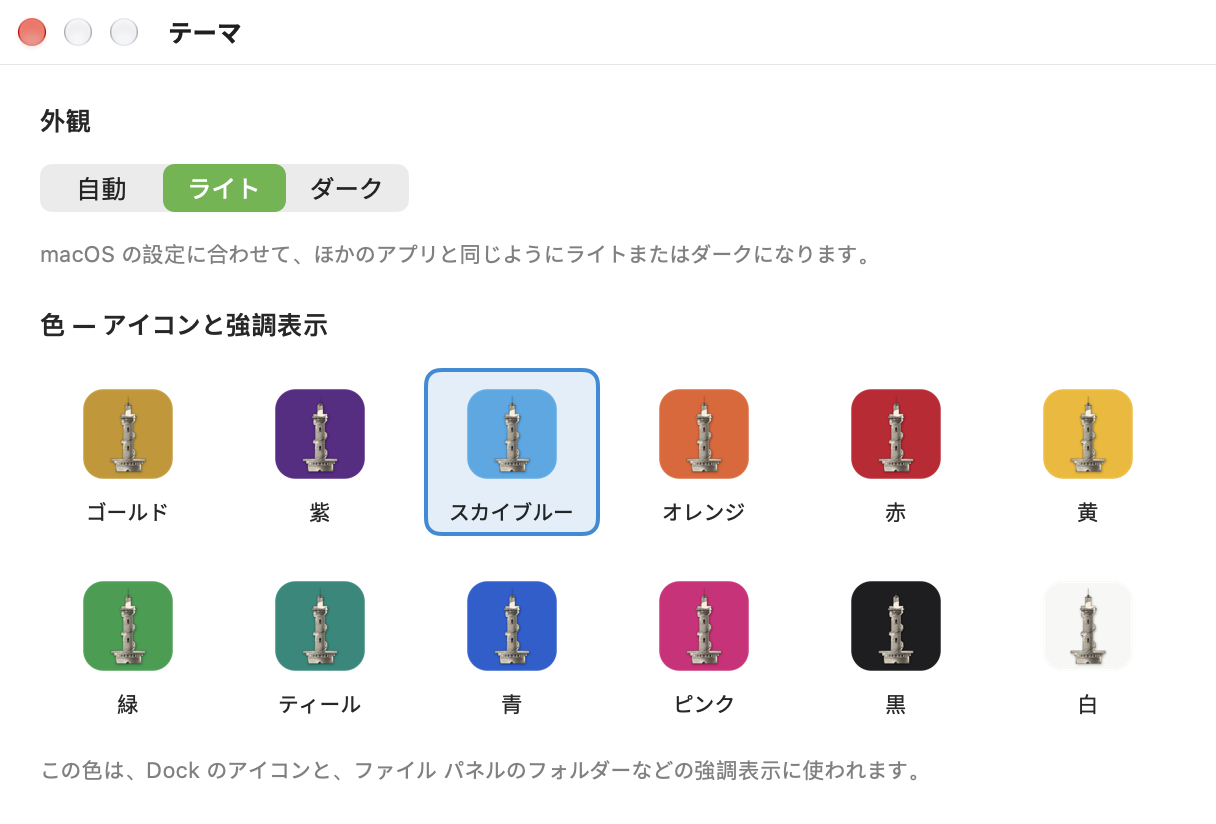 テーマ
外観
自動 ライト ダーク
macOS の設定に合わせて、ほかのアプリと同じようにライトまたはダークになります。
色 — アイコンと強調表示
ゴールド 紫 スカイブルー オレンジ 赤 黄
緑 ティール 青 ピンク 黒 白
この色は、Dock のアイコンと、ファイル パネルのフォルダーなどの強調表示に使われます。